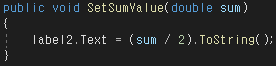 public void SetSumValue(double sum)
{
    label2.Text = (sum / 2).ToString();
}